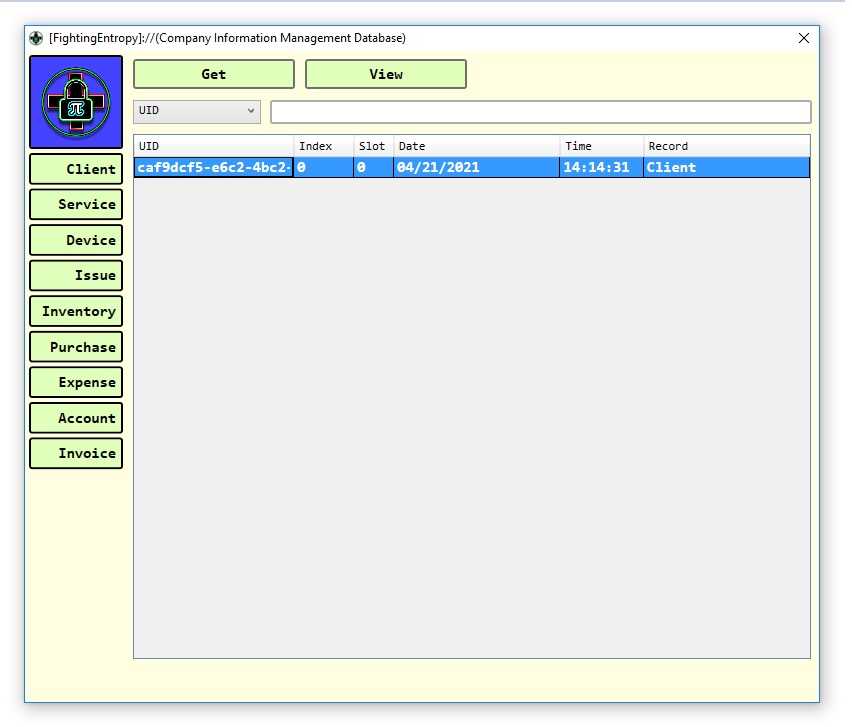 [FightingEntropy]://(Company Information Management Database)
Get View
UID
UID Index Slot Date Time Record
caf9dcf5-e6c2-4bc2- 0 0 04/21/2021 14:14:31 Client
π
Client
Service
Device
Issue
Inventory
Purchase
Expense
Account
Invoice